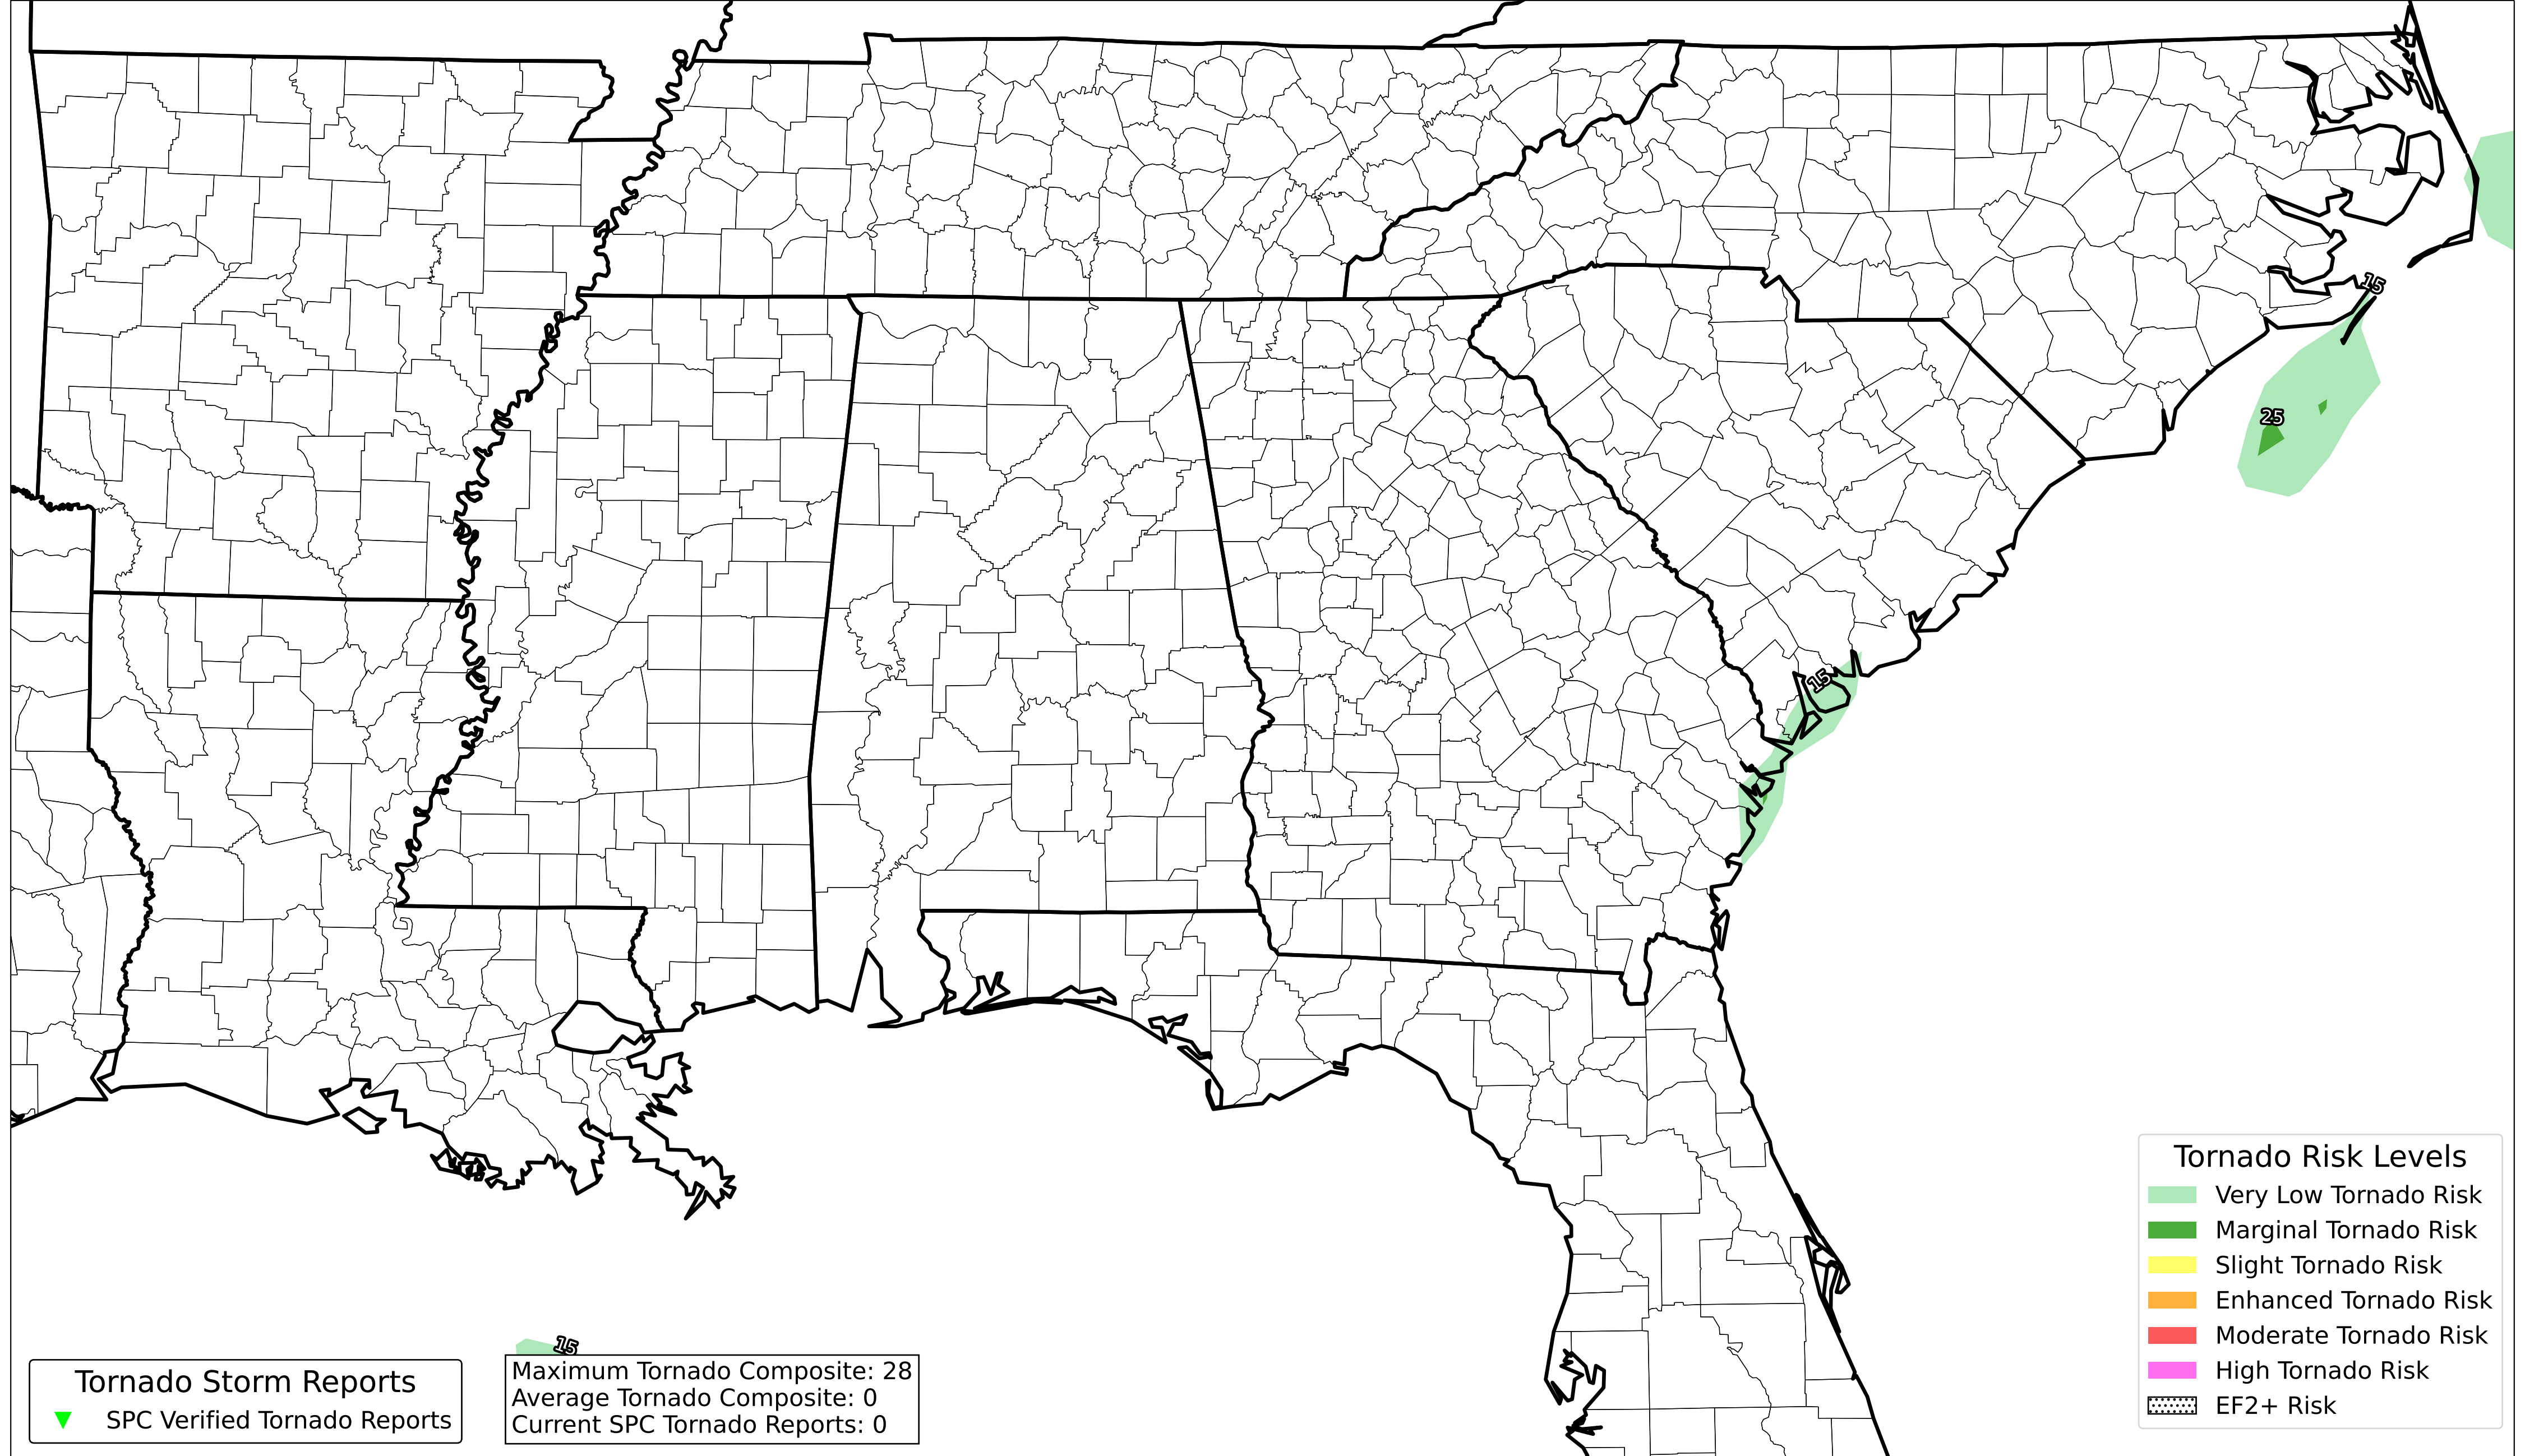 15
25
15
15
Tornado Storm Reports
SPC Verified Tornado Reports
Maximum Tornado Composite: 28
Average Tornado Composite: 0
Current SPC Tornado Reports: 0
Tornado Risk Levels
Very Low Tornado Risk
Marginal Tornado Risk
Slight Tornado Risk
Enhanced Tornado Risk
Moderate Tornado Risk
High Tornado Risk
EF2+ Risk